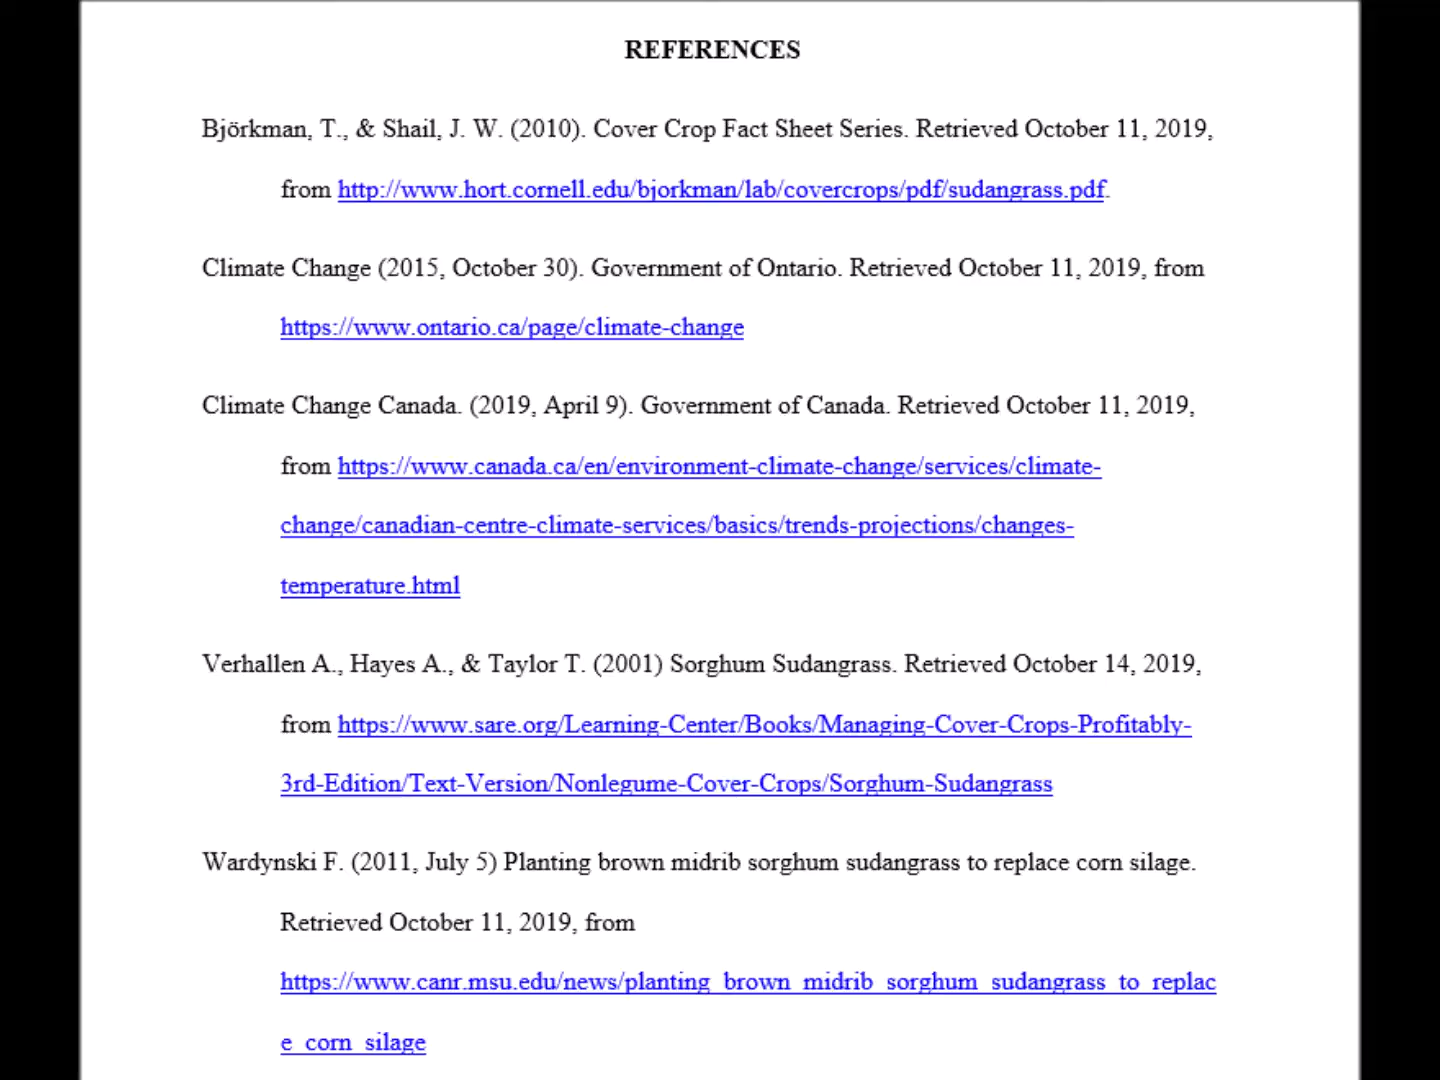 REFERENCES
Björkman, T., & Shail, J. W. (2010). Cover Crop Fact Sheet Series. Retrieved October 11, 2019,
from http://www.hort.cornell.edu/bjorkman/lab/covercrops/pdf/sudangrass.pdf.
Climate Change (2015, October 30). Government of Ontario. Retrieved October 11, 2019, from
https://www.ontario.ca/page/climate-change
Climate Change Canada. (2019, April 9). Government of Canada. Retrieved October 11, 2019,
from https://www.canada.ca/en/environment-climate-change/services/climate-
change/canadian-centre-climate-services/basics/trends-projections/changes-
temperature.html
Verhallen A., Hayes A., & Taylor T. (2001) Sorghum Sudangrass. Retrieved October 14, 2019,
from https://www.sare.org/Learning-Center/Books/Managing-Cover-Crops-Profitably-
3rd-Edition/Text-Version/Nonlegume-Cover-Crops/Sorghum-Sudangrass
Wardynski F. (2011, July 5) Planting brown midrib sorghum sudangrass to replace corn silage.
Retrieved October 11, 2019, from
https://www.canr.msu.edu/news/planting_brown_midrib_sorghum_sudangrass_to_replac
e_corn_silage